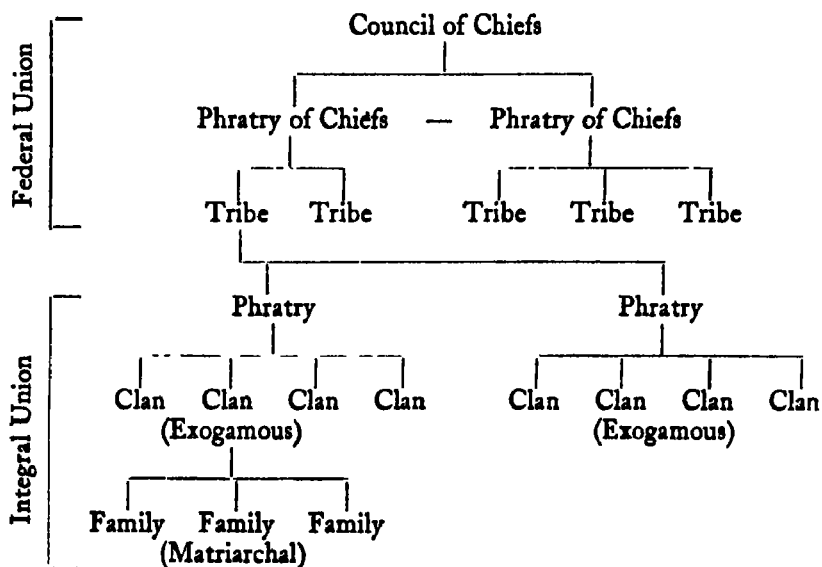 Council of Chiefs
Federal Union
Phratry of Chiefs — Phratry of Chiefs
Tribe Tribe Tribe Tribe Tribe
Integral Union
Phratry Phratry
Clan Clan Clan Clan Clan Clan Clan Clan
(Exogamous) (Exogamous)
Family Family Family
(Matriarchal)